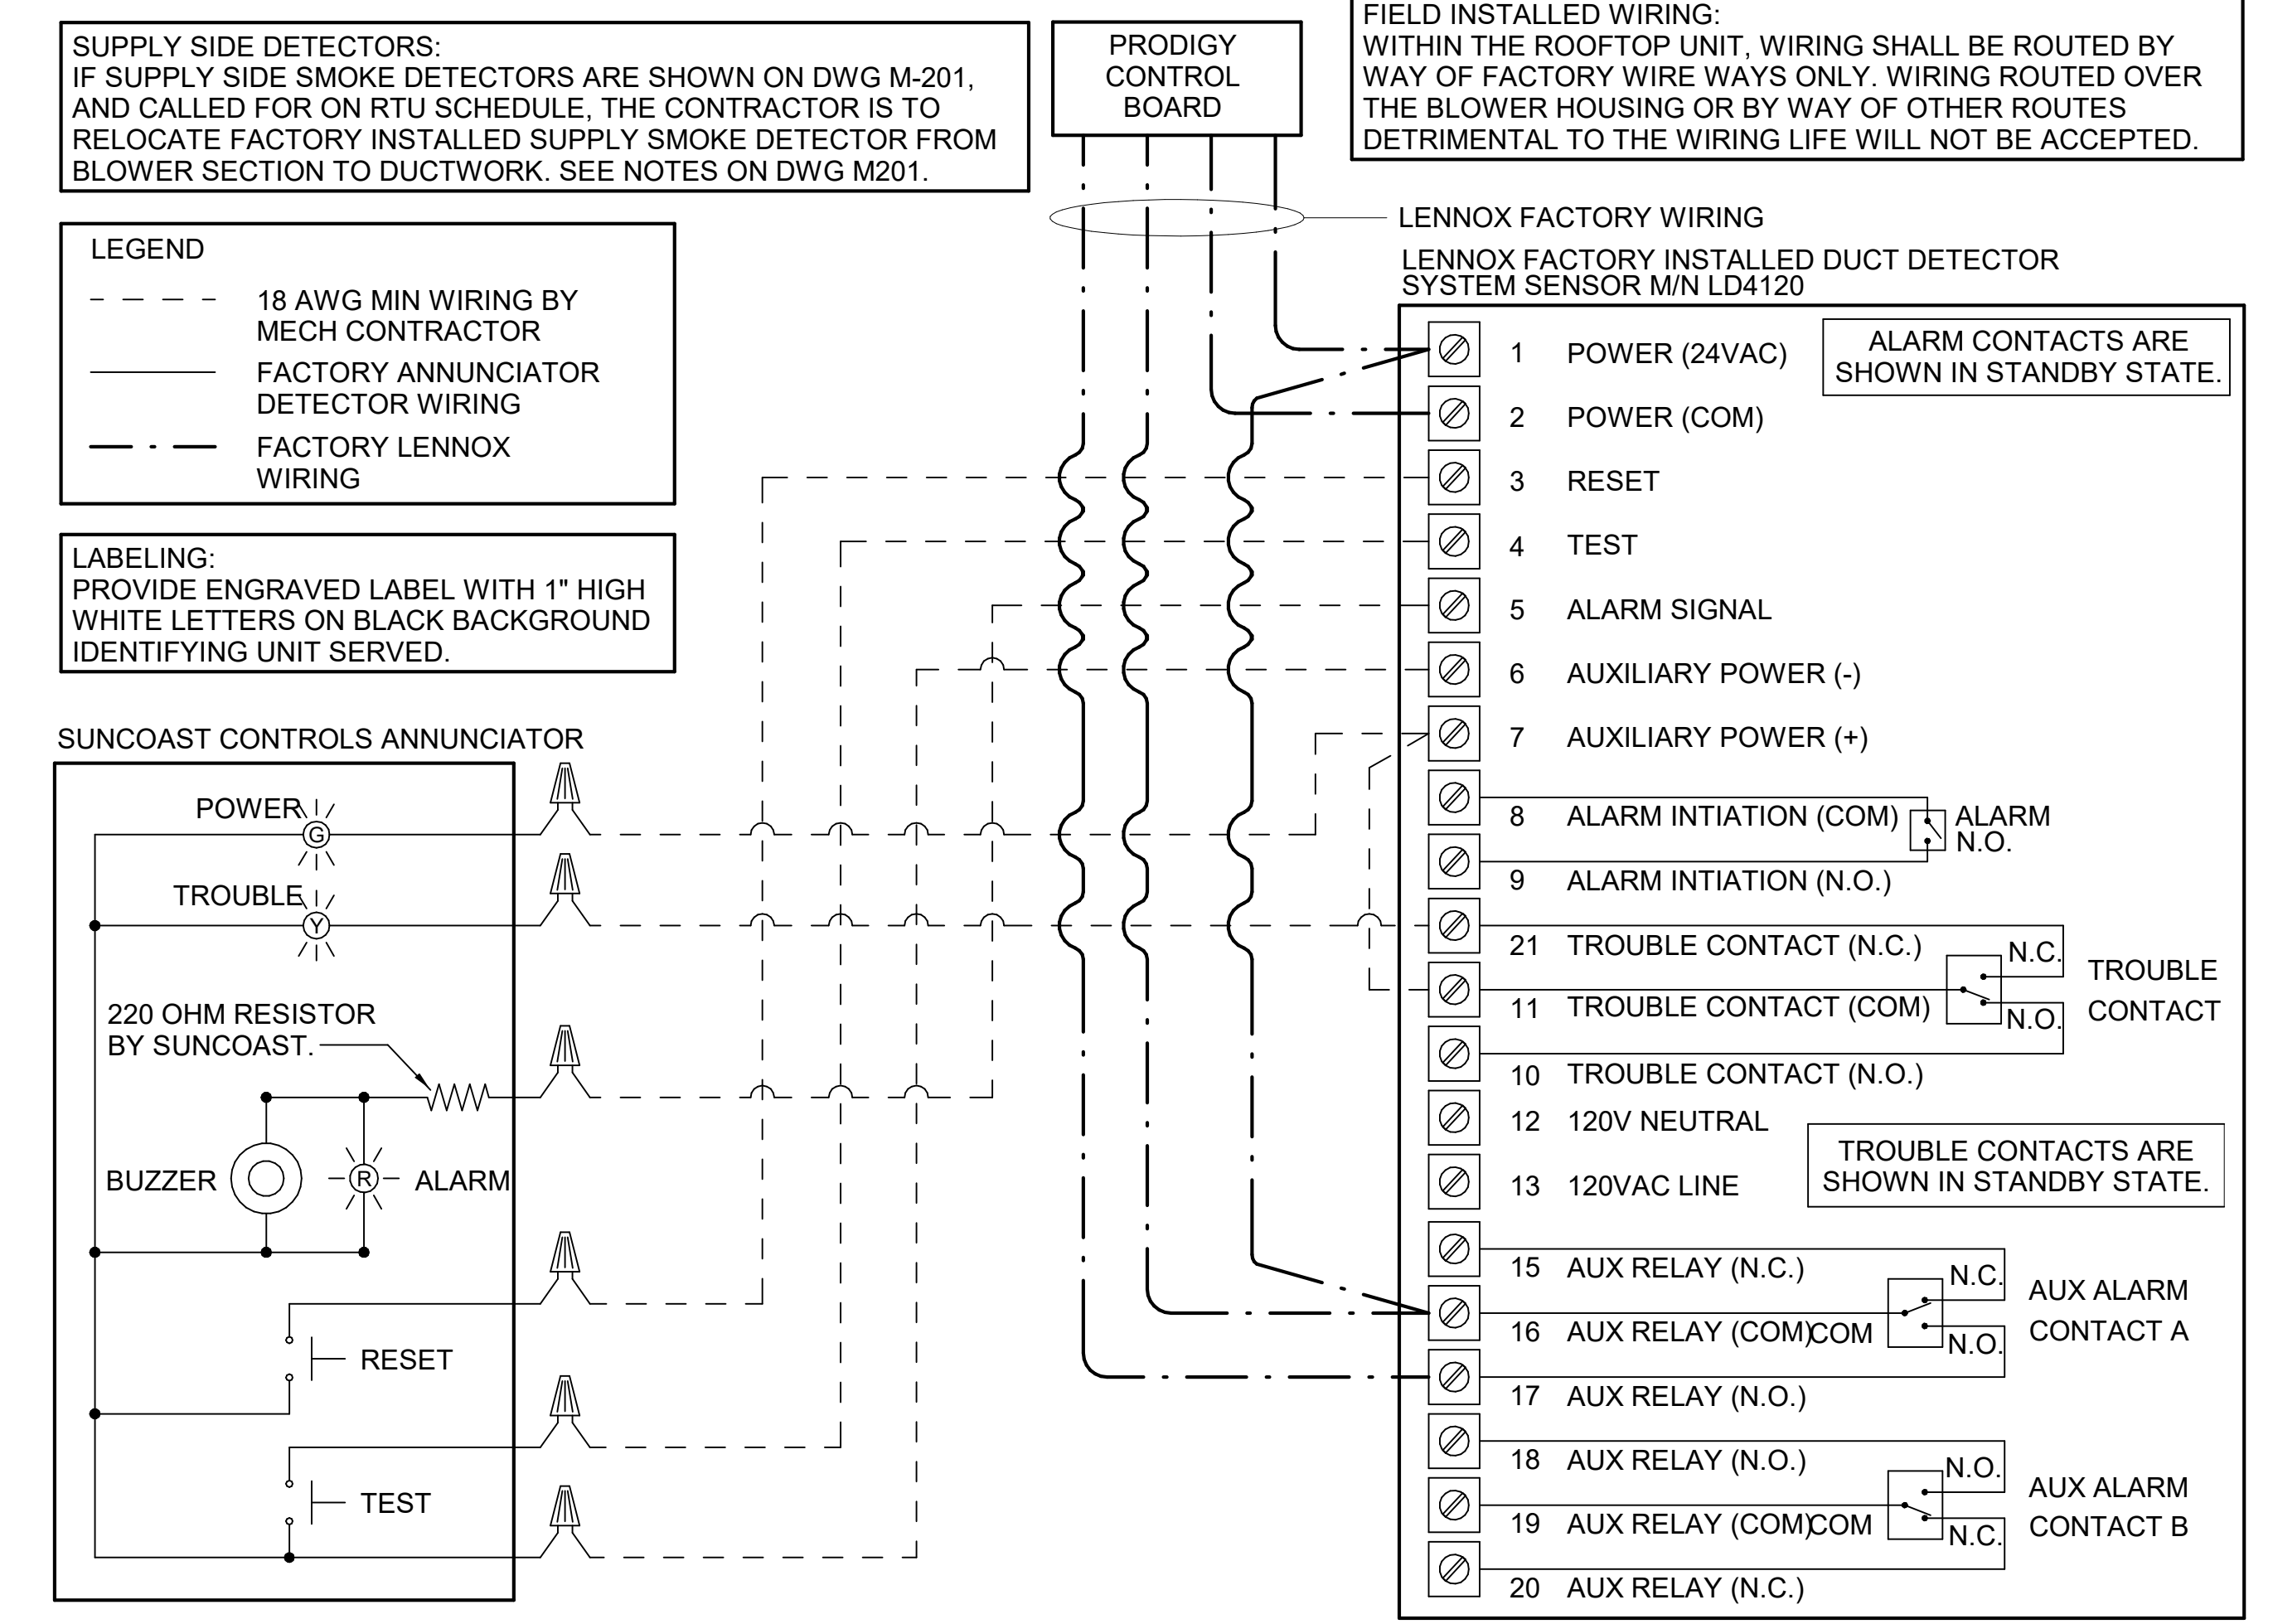 SUPPLY SIDE DETECTORS:
IF SUPPLY SIDE SMOKE DETECTORS ARE SHOWN ON DWG M-201,
AND CALLED FOR ON RTU SCHEDULE, THE CONTRACTOR IS TO
RELOCATE FACTORY INSTALLED SUPPLY SMOKE DETECTOR FROM
BLOWER SECTION TO DUCTWORK. SEE NOTES ON DWG M201.
PRODIGY
CONTROL
BOARD
FIELD INSTALLED WIRING:
WITHIN THE ROOFTOP UNIT, WIRING SHALL BE ROUTED BY
WAY OF FACTORY WIRE WAYS ONLY. WIRING ROUTED OVER
THE BLOWER HOUSING OR BY WAY OF OTHER ROUTES
DETRIMENTAL TO THE WIRING LIFE WILL NOT BE ACCEPTED.
LEGEND
18 AWG MIN WIRING BY
MECH CONTRACTOR
FACTORY ANNUNCIATOR
DETECTOR WIRING
FACTORY LENNOX
WIRING
LABELING:
PROVIDE ENGRAVED LABEL WITH 1" HIGH
WHITE LETTERS ON BLACK BACKGROUND
IDENTIFYING UNIT SERVED.
LENNOX FACTORY WIRING
LENNOX FACTORY INSTALLED DUCT DETECTOR
SYSTEM SENSOR M/N LD4120
ALARM CONTACTS ARE
SHOWN IN STANDBY STATE.
1 POWER (24VAC)
2 POWER (COM)
3 RESET
4 TEST
5 ALARM SIGNAL
6 AUXILIARY POWER (-)
7 AUXILIARY POWER (+)
8 ALARM INTIATION (COM)
ALARM
N.O.
9 ALARM INTIATION (N.O.)
21 TROUBLE CONTACT (N.C.)
N.C.
TROUBLE
CONTACT
11 TROUBLE CONTACT (COM)
N.O.
10 TROUBLE CONTACT (N.O.)
12 120V NEUTRAL
13 120VAC LINE
TROUBLE CONTACTS ARE
SHOWN IN STANDBY STATE.
15 AUX RELAY (N.C.)
N.C.
AUX ALARM
CONTACT A
16 AUX RELAY (COM)
COM
N.O.
17 AUX RELAY (N.O.)
18 AUX RELAY (N.O.)
N.O.
AUX ALARM
CONTACT B
19 AUX RELAY (COM)
COM
N.C.
20 AUX RELAY (N.C.)
SUNCOAST CONTROLS ANNUNCIATOR
POWER
G
TROUBLE
Y
220 OHM RESISTOR
BY SUNCOAST.
BUZZER
R
ALARM
RESET
TEST